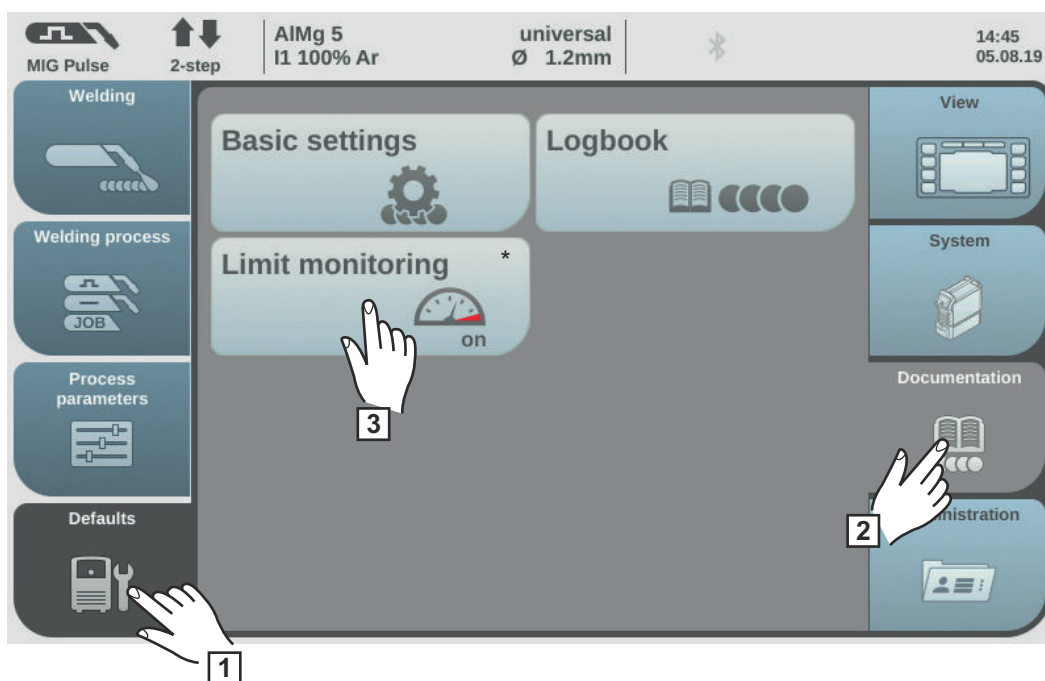 MIG Pulse
2-step
AlMg 5
I1 100% Ar
universal
Ø 1.2mm
14:45
05.08.19
Welding
Welding process
JOB
Process
parameters
Defaults
Basic settings
Logbook
Limit monitoring *
on
View
System
Documentation
nistration
1
2
3